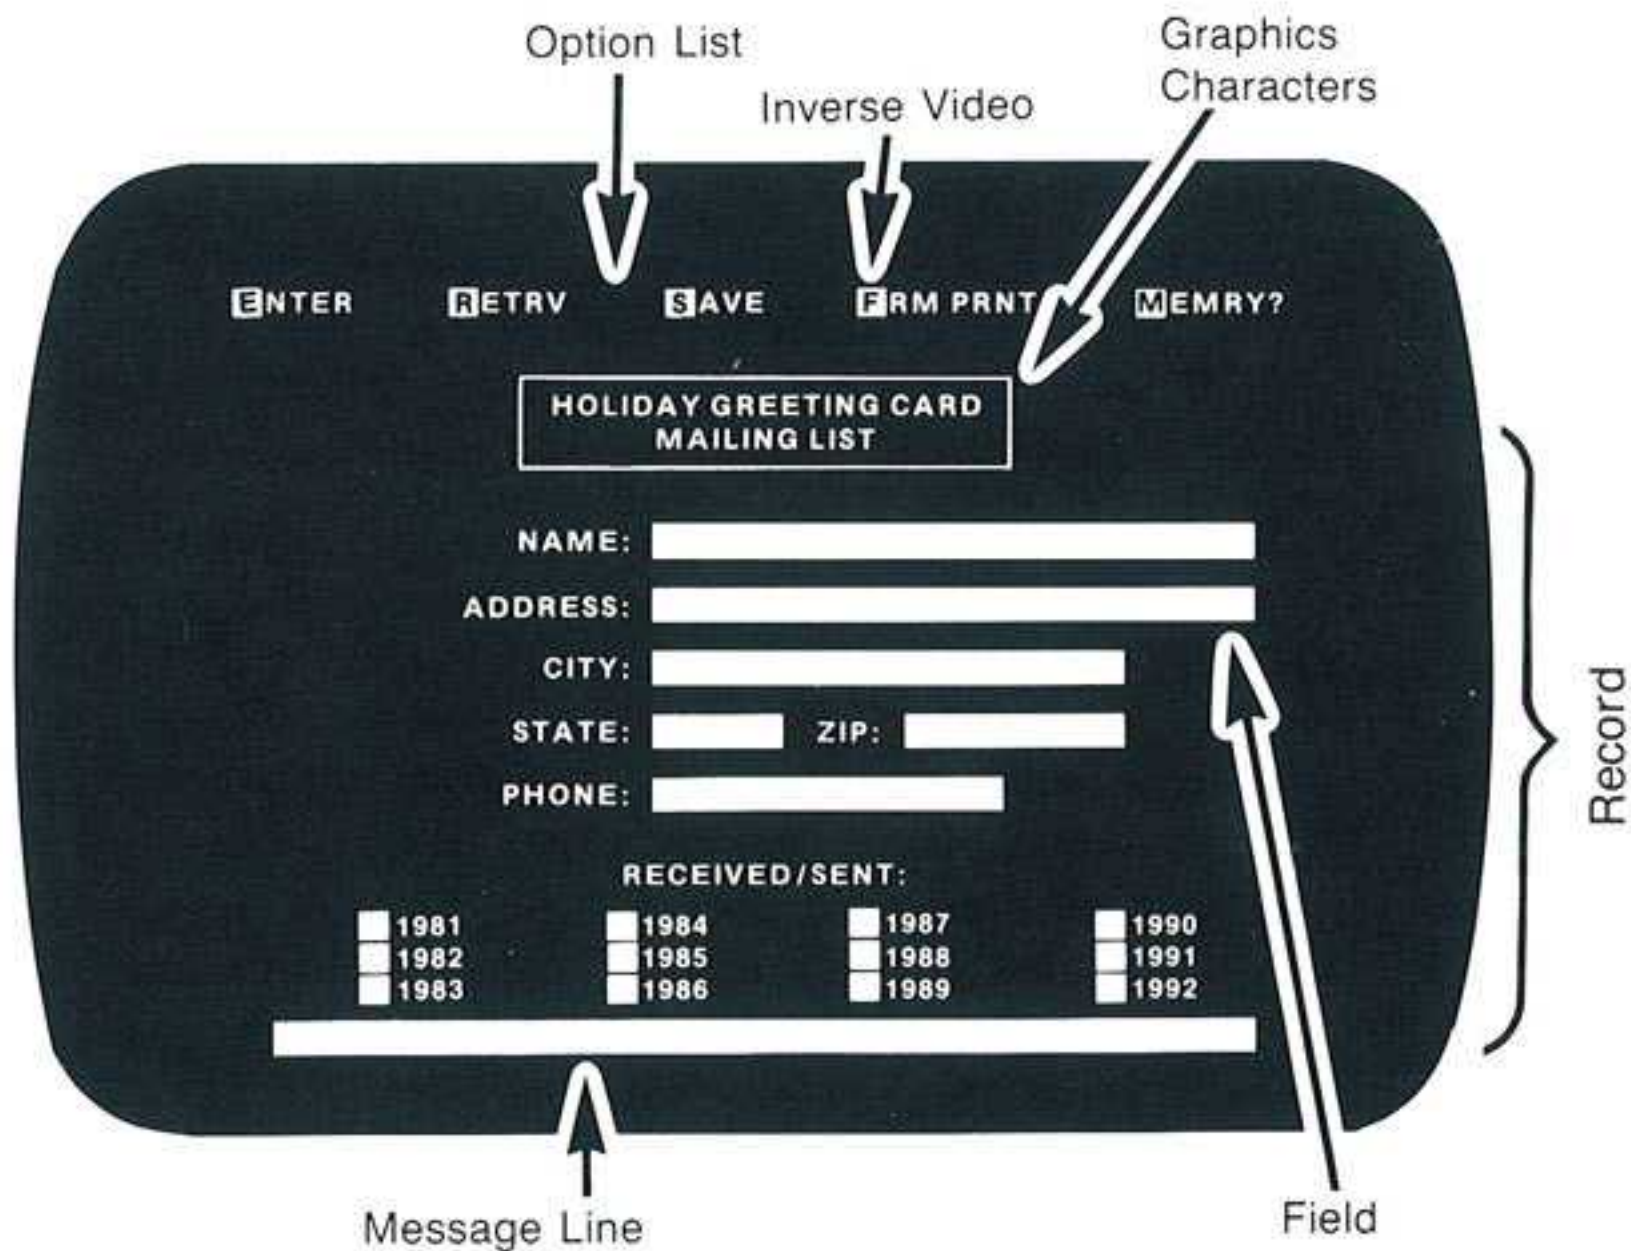 Option List
Graphics
Characters
Inverse Video
ENTER RETRV SAVE FRM PRNT MEMRY?
HOLIDAY GREETING CARD
MAILING LIST
NAME:
ADDRESS:
CITY:
STATE: ZIP:
PHONE:
Record
RECEIVED/SENT:
1981 1984 1987 1990
1982 1985 1988 1991
1983 1986 1989 1992
Message Line
Field